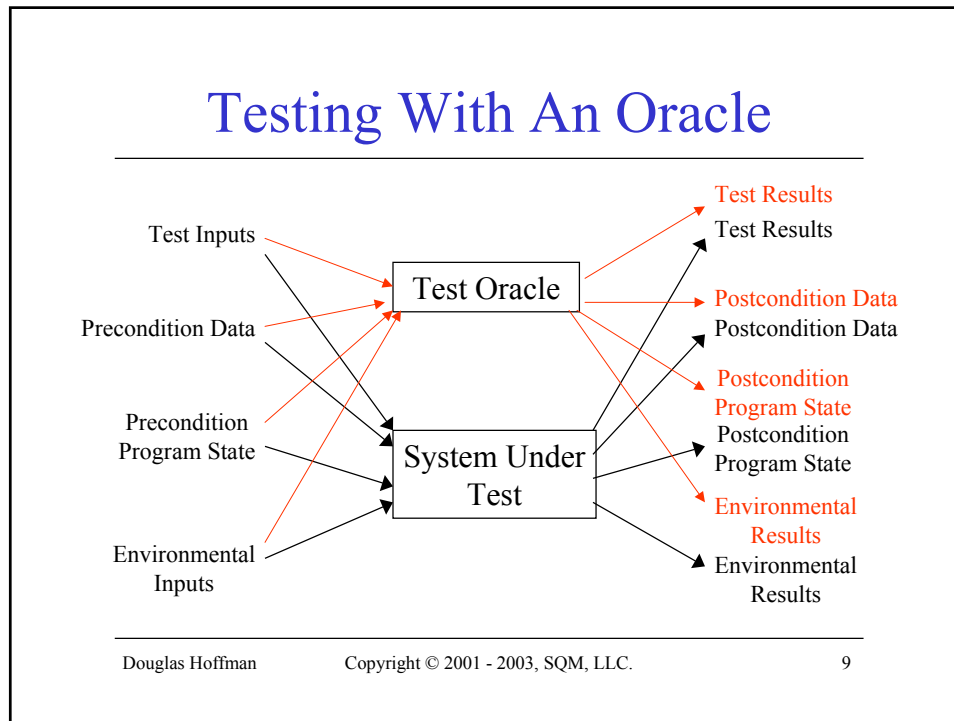 Testing With An Oracle
Test Inputs
Precondition Data
Precondition
Program State
Environmental
Inputs
Test Oracle
System Under
Test
Test Results
Test Results
Postcondition Data
Postcondition Data
Postcondition
Program State
Postcondition
Program State
Environmental
Results
Environmental
Results
Douglas Hoffman
Copyright © 2001 - 2003, SQM, LLC.
9